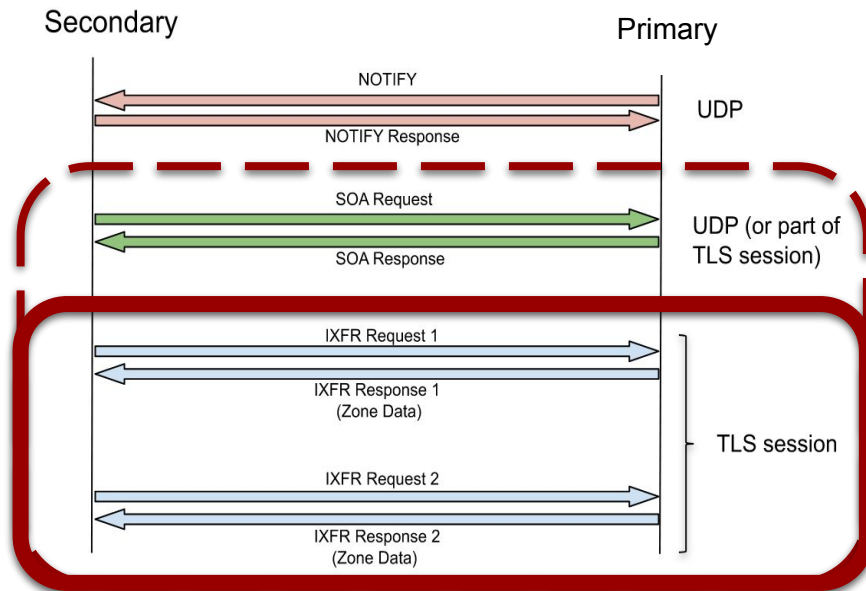 Secondary
Primary
NOTIFY
NOTIFY Response
UDP
SOA Request
SOA Response
UDP (or part of
TLS session)
IXFR Request 1
IXFR Response 1
(Zone Data)
TLS session
IXFR Request 2
IXFR Response 2
(Zone Data)